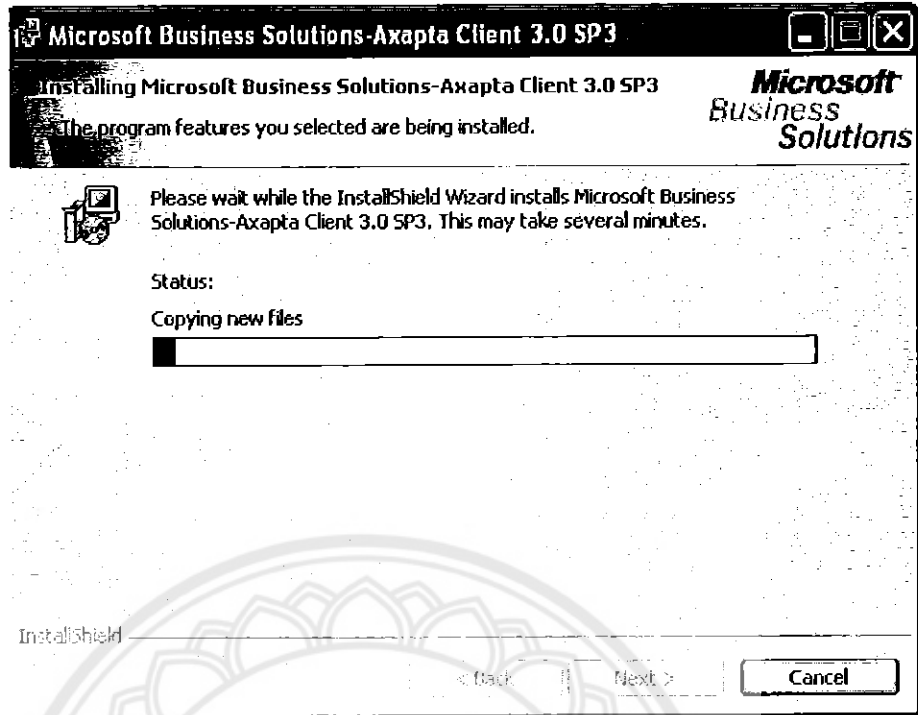 Microsoft Business Solutions-Axapta Client 3.0 SP3
Installing Microsoft Business Solutions-Axapta Client 3.0 SP3
The program features you selected are being installed.
Microsoft
Business
Solutions
Please wait while the InstallShield Wizard installs Microsoft Business
Solutions-Axapta Client 3.0 SP3. This may take several minutes.
Status:
Copying new files
InstallShield
< Back
Next >
Cancel